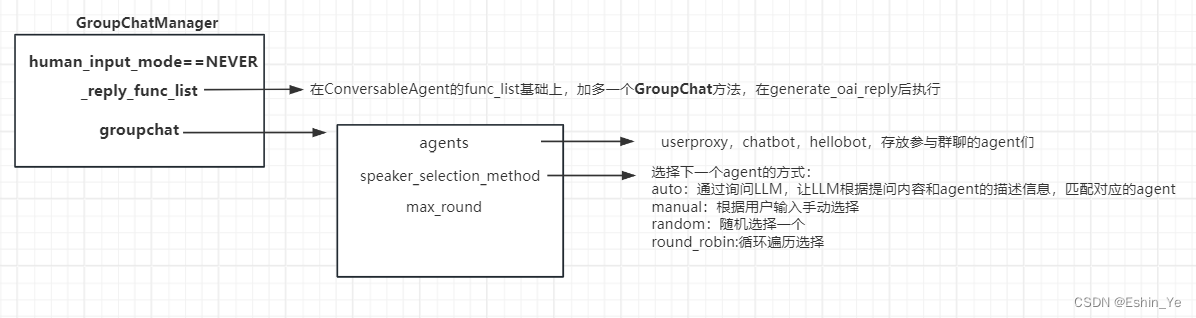 GroupChatManager
human_input_mode==NEVER
_reply_func_list
在ConversableAgent的func_list基础上，加多一个GroupChat方法，在generate_oai_reply后执行
groupchat
agents
userproxy，chatbot，hellobot，存放参与群聊的agent们
speaker_selection_method
选择下一个agent的方式：
auto：通过询问LLM，让LLM根据提问内容和agent的描述信息，匹配对应的agent
max_round
manual：根据用户输入手动选择
random：随机选择一个
round_robin:循环遍历选择
CSDN @Eshin_Ye